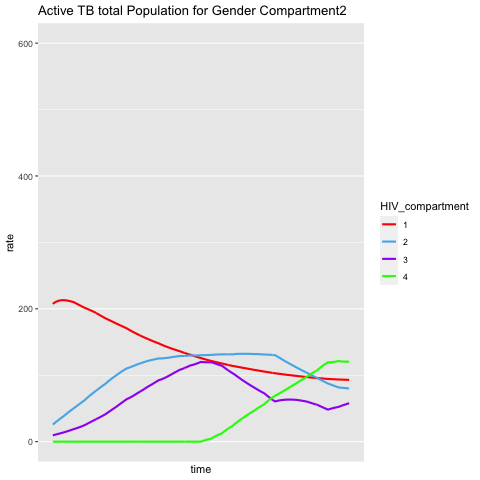 Active TB total Population for Gender Compartment2
600
400
200
0
rate
time
HIV_compartment
1
2
3
4